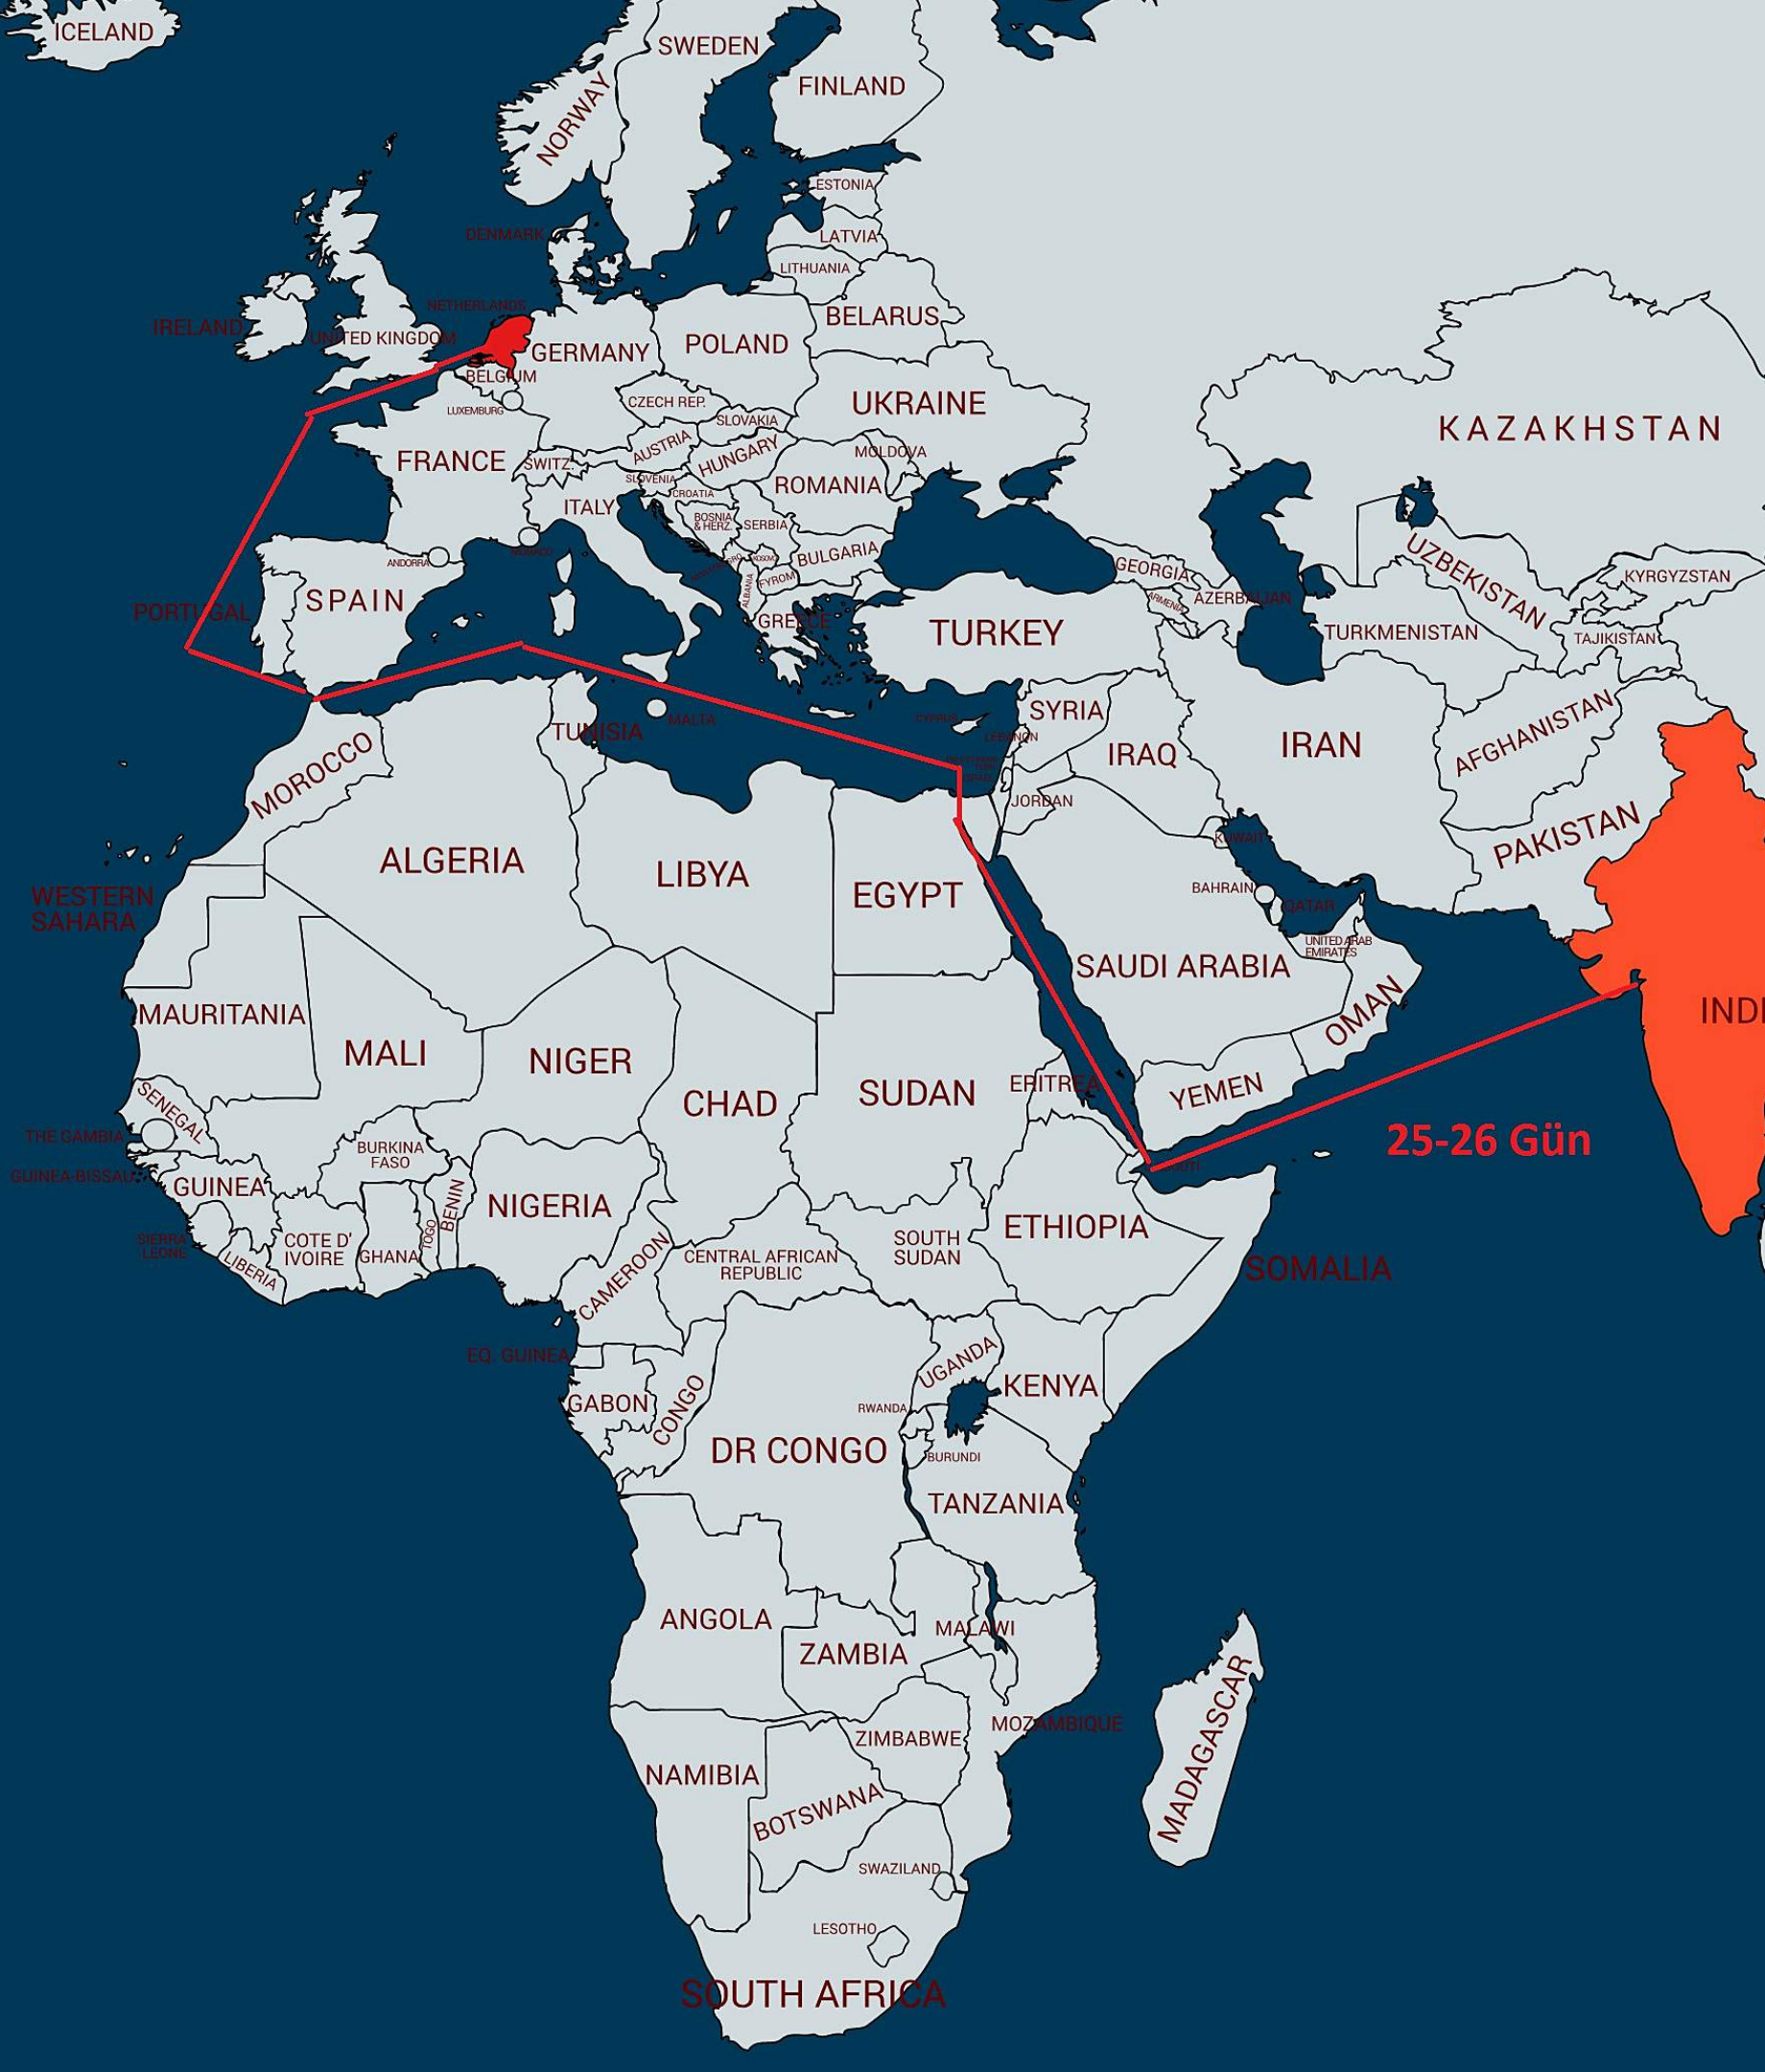 ICELAND
SWEDEN
FINLAND
NORWAY
ESTONIA
DENMARK
LATVIA
LITHUANIA
NETHERLANDS
BELARUS
IRELAND
UNITED KINGDOM
GERMANY
POLAND
BELGIUM
UKRAINE
LUXEMBURG
CZECH REP.
SLOVAKIA
KAZAKHSTAN
FRANCE
SWITZ.
AUSTRIA
HUNGARY
MOLDOVA
SLOVENIA
CROATIA
ROMANIA
ITALY
BOSNIA
& HERZ.
SERBIA
ANDORRA
MONACO
MONTENEGRO
KOSOVO
BULGARIA
GEORGIA
UZBEKISTAN
KYRGYZSTAN
ALBANIA
FYROM
ARMENIA
AZERBAIJAN
PORTUGAL
SPAIN
GREECE
TURKEY
TURKMENISTAN
TAJIKISTAN
SYRIA
CYPRUS
MALTA
TUNISIA
LEBANON
IRAQ
IRAN
AFGHANISTAN
MOROCCO
ISRAEL
JORDAN
PAKISTAN
KUWAIT
ALGERIA
LIBYA
EGYPT
BAHRAIN
QATAR
WESTERN
SAHARA
UNITED ARAB
EMIRATES
SAUDI ARABIA
OMAN
INDI
MAURITANIA
MALI
NIGER
CHAD
SUDAN
ERITREA
YEMEN
SENEGAL
THE GAMBIA
BURKINA
FASO
25-26 Gün
GUINEA-BISSAU
GUINEA
BENIN
NIGERIA
ETHIOPIA
SIERRA
LEONE
LIBERIA
COTE D'
IVOIRE
GHANA
TOGO
CAMEROON
CENTRAL AFRICAN
REPUBLIC
SOUTH
SUDAN
SOMALIA
EQ. GUINEA
GABON
CONGO
UGANDA
KENYA
RWANDA
DR CONGO
BURUNDI
TANZANIA
ANGOLA
ZAMBIA
MALAWI
MADAGASCAR
MOZAMBIQUE
ZIMBABWE
NAMIBIA
BOTSWANA
SWAZILAND
LESOTHO
SOUTH AFRICA